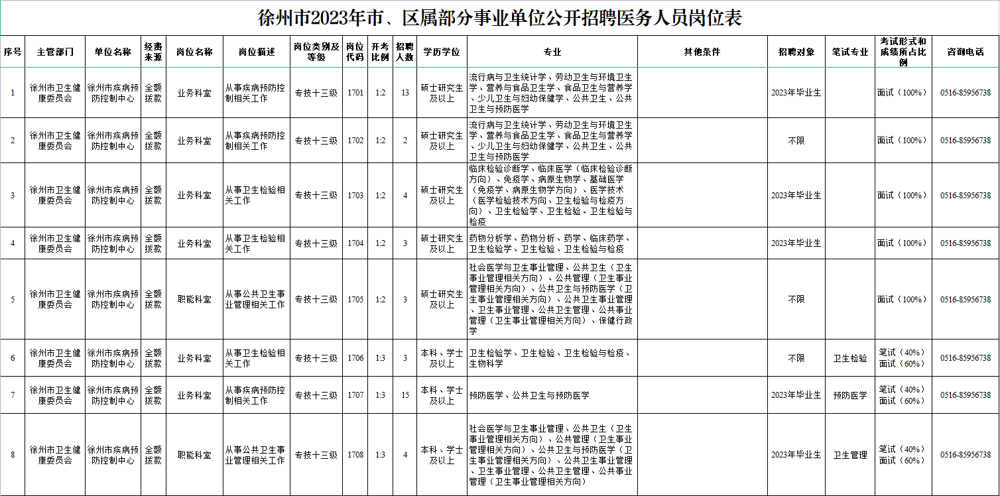 徐州市2023年市、区属部分事业单位公开招聘医务人员岗位表
序号 主管部门 单位名称 经费来源 岗位名称 岗位描述 岗位类别及等级 岗位代码 开考比例 招聘人数 学历学位 专业 其他条件 招聘对象 笔试专业 考试形式和成绩所占比例 咨询电话
1 徐州市卫生健康委员会 徐州市疾病预防控制中心 全额拨款 业务科室 从事疾病预防控制相关工作 专技十三级 1701 1:2 13 硕士研究生及以上 流行病与卫生统计学、劳动卫生与环境卫生学、营养与食品卫生学、食品卫生与营养学、少儿卫生与妇幼保健学、公共卫生、公共卫生与预防医学 2023年毕业生 面试（100%） 0516-85956738
2 徐州市卫生健康委员会 徐州市疾病预防控制中心 全额拨款 业务科室 从事疾病预防控制相关工作 专技十三级 1702 1:2 2 硕士研究生及以上 流行病与卫生统计学、劳动卫生与环境卫生学、营养与食品卫生学、食品卫生与营养学、少儿卫生与妇幼保健学、公共卫生、公共卫生与预防医学 不限 面试（100%） 0516-85956738
3 徐州市卫生健康委员会 徐州市疾病预防控制中心 全额拨款 业务科室 从事卫生检验相关工作 专技十三级 1703 1:2 4 硕士研究生及以上 临床检验诊断学、临床医学（临床检验诊断方向）、免疫学、病原生物学、基础医学（免疫学、病原生物学方向）、医学技术（医学检验技术方向、卫生检验与检疫方向）、卫生检验学、卫生检验、卫生检验与检疫 2023年毕业生 面试（100%） 0516-85956738
4 徐州市卫生健康委员会 徐州市疾病预防控制中心 全额拨款 业务科室 从事卫生检验相关工作 专技十三级 1704 1:2 3 硕士研究生及以上 药物分析学、药物分析、药学、临床药学、卫生检验学、卫生检验、卫生检验与检疫 2023年毕业生 面试（100%） 0516-85956738
5 徐州市卫生健康委员会 徐州市疾病预防控制中心 全额拨款 职能科室 从事公共卫生事业管理相关工作 专技十三级 1705 1:2 3 硕士研究生及以上 社会医学与卫生事业管理、公共卫生（卫生事业管理相关方向）、公共管理（卫生事业管理相关方向）、公共卫生与预防医学（卫生事业管理相关方向）、公共卫生事业管理、卫生事业管理、公共卫生管理、公共事业管理（卫生事业管理相关方向）、保健行政学 不限 面试（100%） 0516-85956738
6 徐州市卫生健康委员会 徐州市疾病预防控制中心 全额拨款 业务科室 从事卫生检验相关工作 专技十三级 1706 1:3 3 本科、学士及以上 卫生检验学、卫生检验、卫生检验与检疫、生物科学 不限 卫生检验 笔试（40%）面试（60%） 0516-85956738
7 徐州市卫生健康委员会 徐州市疾病预防控制中心 全额拨款 业务科室 从事疾病预防控制相关工作 专技十三级 1707 1:3 15 本科、学士及以上 预防医学、公共卫生与预防医学 2023年毕业生 预防医学 笔试（40%）面试（60%） 0516-85956738
8 徐州市卫生健康委员会 徐州市疾病预防控制中心 全额拨款 职能科室 从事公共卫生事业管理相关工作 专技十三级 1708 1:3 4 本科、学士及以上 社会医学与卫生事业管理、公共卫生（卫生事业管理相关方向）、公共管理（卫生事业管理相关方向）、公共卫生与预防医学（卫生事业管理相关方向）、公共卫生事业管理、卫生事业管理、公共卫生管理、公共事业管理（卫生事业管理相关方向） 2023年毕业生 卫生管理 笔试（40%）面试（60%） 0516-85956738